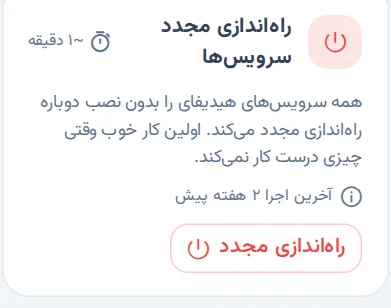 راه‌اندازی مجدد
سرویس‌ها
~۱ دقیقه
همه سرویس‌های هیدیفای را بدون نصب دوباره
راه‌اندازی مجدد می‌کند. اولین کار خوب وقتی
چیزی درست کار نمی‌کند.
آخرین اجرا ۲ هفته پیش
راه‌اندازی مجدد